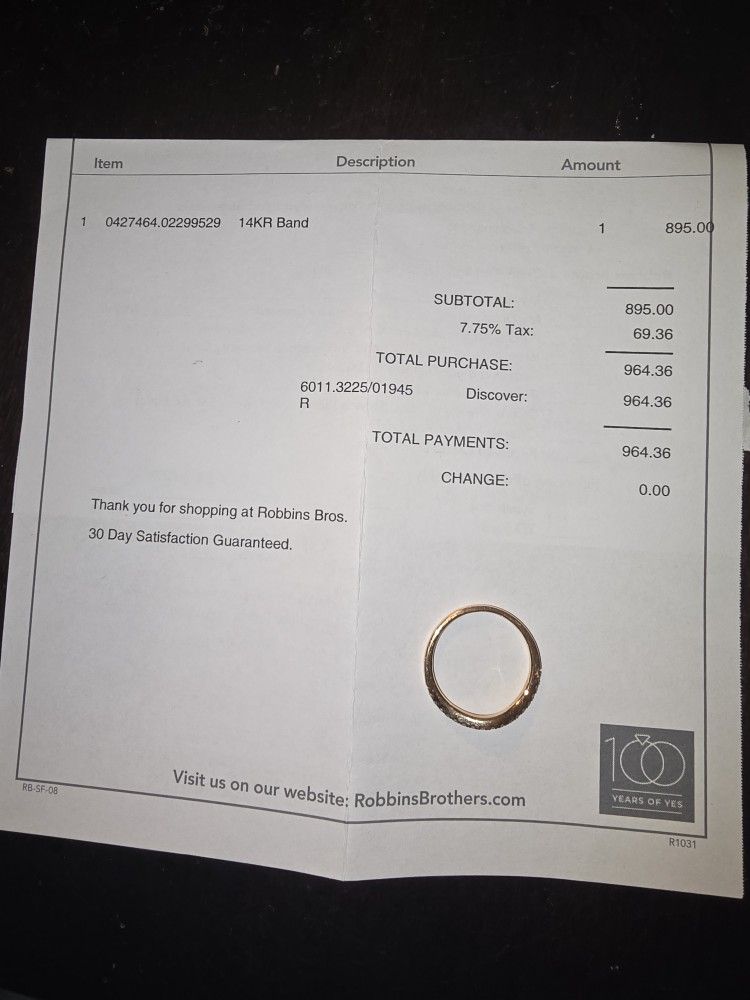 Item Description Amount
1 0427464.02299529 14KR Band 1 895.00
SUBTOTAL: 895.00
7.75% Tax: 69.36
TOTAL PURCHASE: 964.36
6011.3225/01945 Discover: 964.36
R
TOTAL PAYMENTS: 964.36
CHANGE: 0.00
Thank you for shopping at Robbins Bros.
30 Day Satisfaction Guaranteed.
100
YEARS OF YES
Visit us on our website: RobbinsBrothers.com
RB-SF-08
R1031